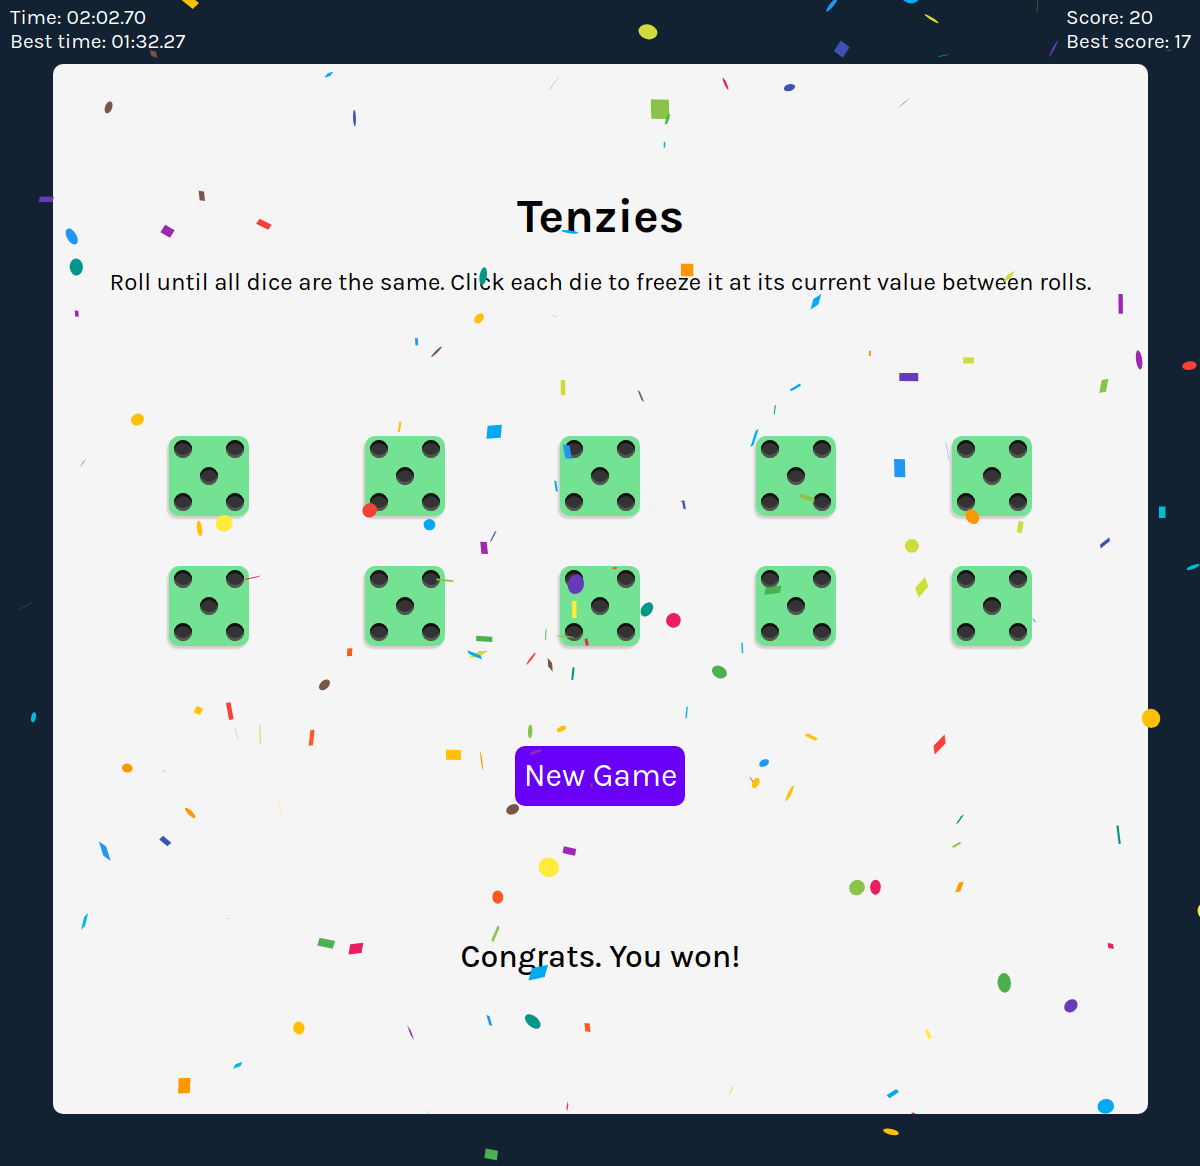 Time: 02:02.70
Best time: 01:32.27
Score: 20
Best score: 17
Tenzies
Roll until all dice are the same. Click each die to freeze it at its current value between rolls.
New Game
Congrats. You won!